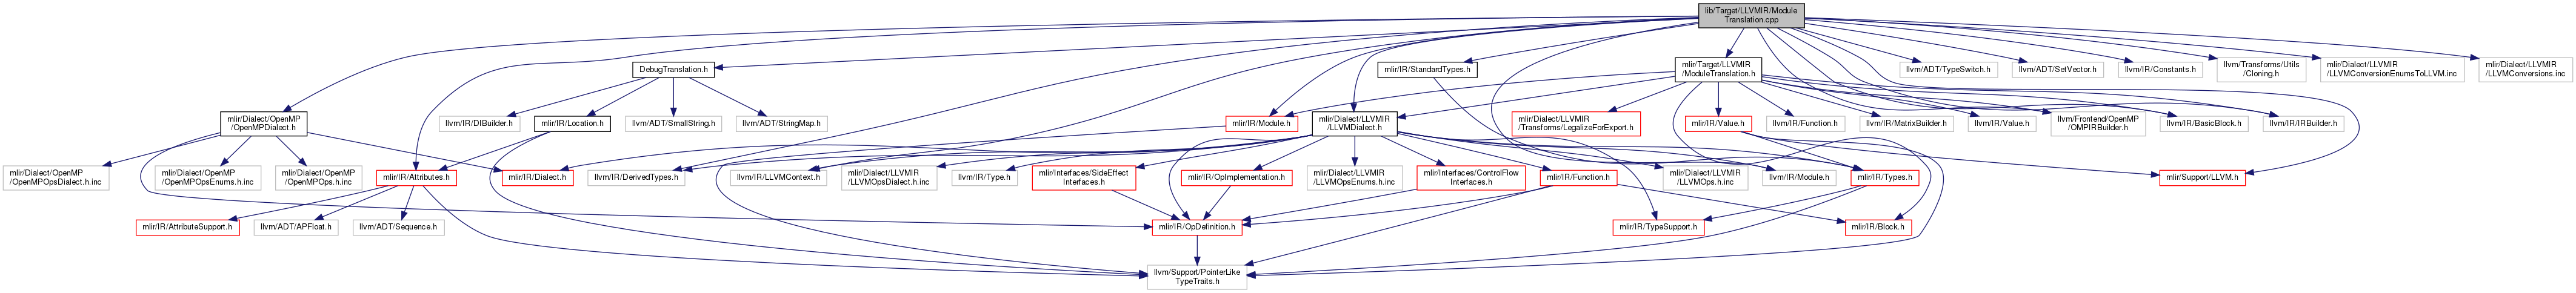 lib/Target/LLVMIR/Module
Translation.cpp
DebugTranslation.h
mlir/IR/StandardTypes.h
mlir/Target/LLVMIR
/ModuleTranslation.h
llvm/ADT/TypeSwitch.h
llvm/ADT/SetVector.h
llvm/IR/Constants.h
llvm/Transforms/Utils
/Cloning.h
mlir/Dialect/LLVMIR
/LLVMConversionEnumsToLLVM.inc
mlir/Dialect/LLVMIR
/LLVMConversions.inc
mlir/Dialect/OpenMP
/OpenMPDialect.h
llvm/IR/DIBuilder.h
mlir/IR/Location.h
llvm/ADT/SmallString.h
llvm/ADT/StringMap.h
mlir/IR/Module.h
mlir/Dialect/LLVMIR
/LLVMDialect.h
mlir/Dialect/LLVMIR
/Transforms/LegalizeForExport.h
mlir/IR/Value.h
llvm/IR/Function.h
llvm/IR/MatrixBuilder.h
llvm/IR/Value.h
llvm/Frontend/OpenMP
/OMPIRBuilder.h
llvm/IR/BasicBlock.h
llvm/IR/IRBuilder.h
mlir/Dialect/OpenMP
/OpenMPOpsDialect.h.inc
mlir/Dialect/OpenMP
/OpenMPOpsEnums.h.inc
mlir/Dialect/OpenMP
/OpenMPOps.h.inc
mlir/IR/Attributes.h
mlir/IR/Dialect.h
llvm/IR/DerivedTypes.h
llvm/IR/LLVMContext.h
mlir/Dialect/LLVMIR
/LLVMOpsDialect.h.inc
llvm/IR/Type.h
mlir/Interfaces/SideEffect
Interfaces.h
mlir/IR/OpImplementation.h
mlir/Dialect/LLVMIR
/LLVMOpsEnums.h.inc
mlir/Interfaces/ControlFlow
Interfaces.h
mlir/IR/Function.h
mlir/Dialect/LLVMIR
/LLVMOps.h.inc
llvm/IR/Module.h
mlir/IR/Types.h
mlir/Support/LLVM.h
mlir/IR/AttributeSupport.h
llvm/ADT/APFloat.h
llvm/ADT/Sequence.h
mlir/IR/OpDefinition.h
mlir/IR/TypeSupport.h
mlir/IR/Block.h
llvm/Support/PointerLike
TypeTraits.h